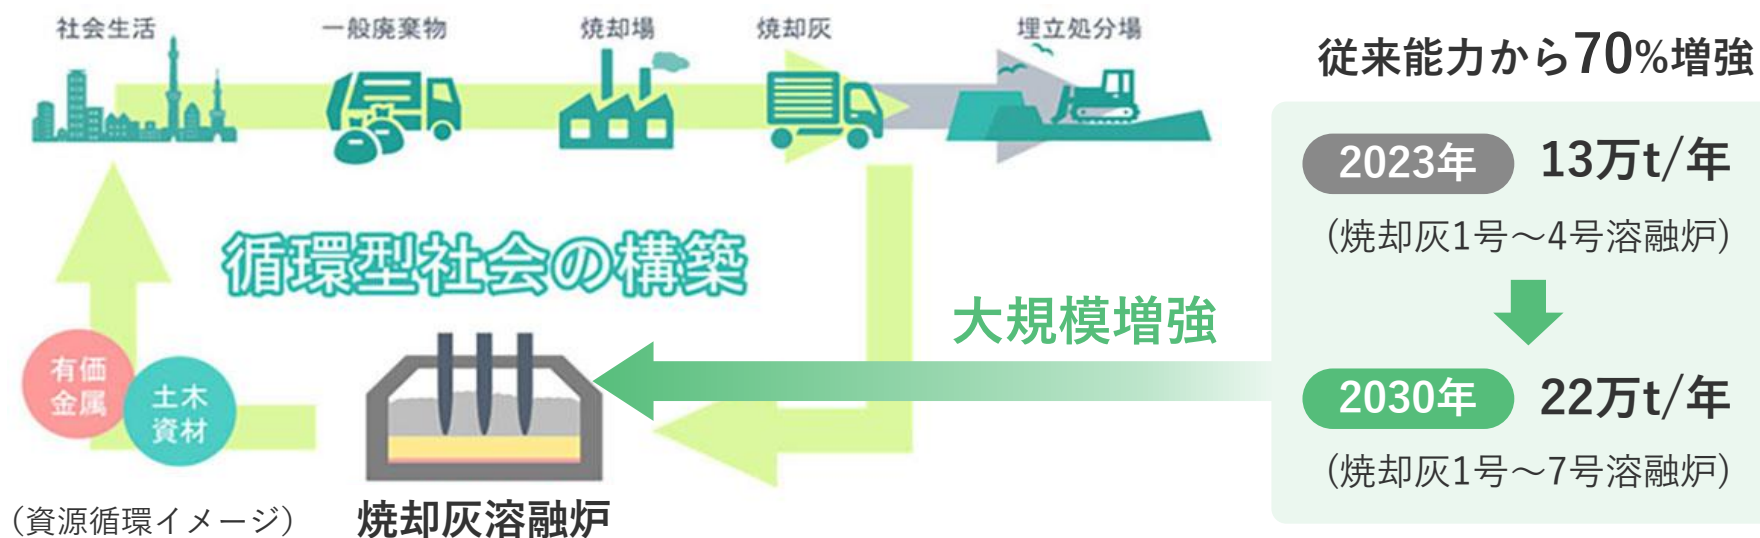 社会生活
一般廃棄物
焼却場
焼却灰
埋立処分場
循環型社会の構築
有価
金属
土木
資材
(資源循環イメージ)
焼却灰溶融炉
大規模増強
従来能力から70%増強
2023年 13万t/年
(焼却灰1号～4号溶融炉)
2030年 22万t/年
(焼却灰1号～7号溶融炉)